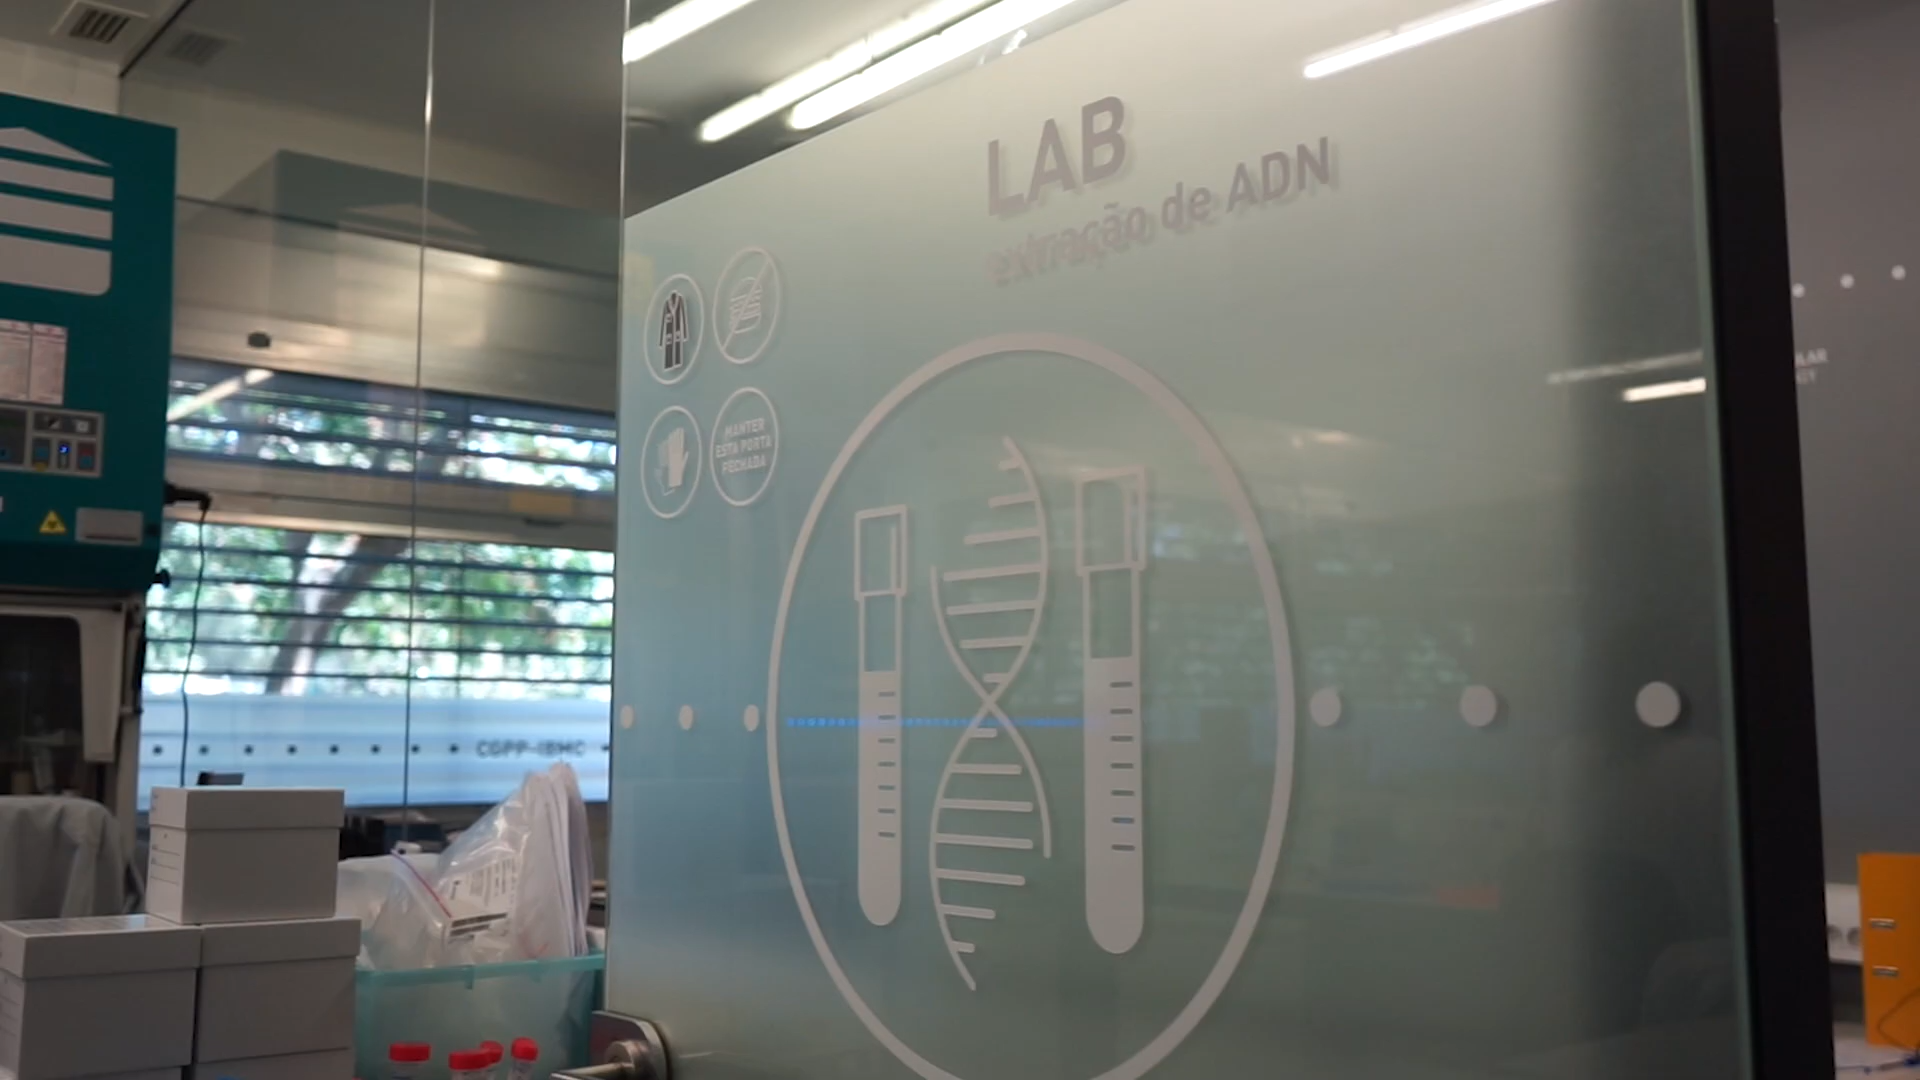 LAB
extração de ADN
MANTER
ESTA PORTA
FECHADA
CGPP-IBMC